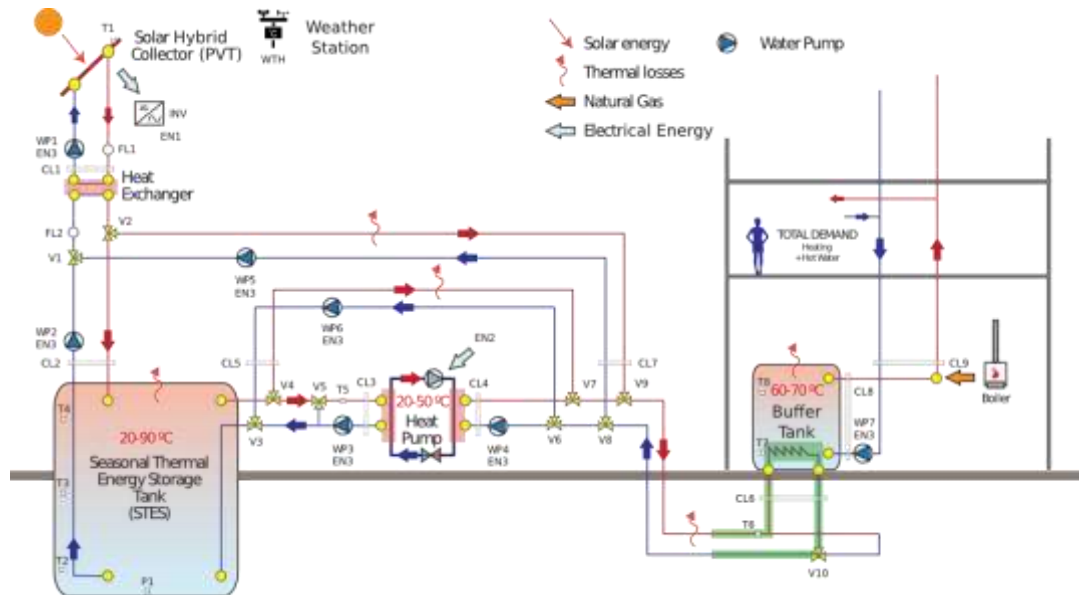 T1
Solar Hybrid
Collector (PVT)
WTH
Weather
Station
Solar energy
Thermal losses
Natural Gas
Electrical Energy
Water Pump
INV
EN1
WP1
EN3
FL1
CL1
Heat
Exchanger
V2
FL2
V1
WP5
EN3
WP6
EN3
EN2
WP2
EN3
CL2
CL5
CL7
CL3
CL4
V4
V5
T5
V7
V9
20-50 ºC
Heat
Pump
WP3
EN3
WP4
EN3
V3
V6
V8
T4
20-90 ºC
Seasonal Thermal
Energy Storage
Tank
(STES)
T3
T2
P1
TOTAL DEMAND
Heating
+Hot Water
CL9
Boiler
CL8
T8
60-70 ºC
Buffer
Tank
T7
WP7
EN3
CL6
T6
V10